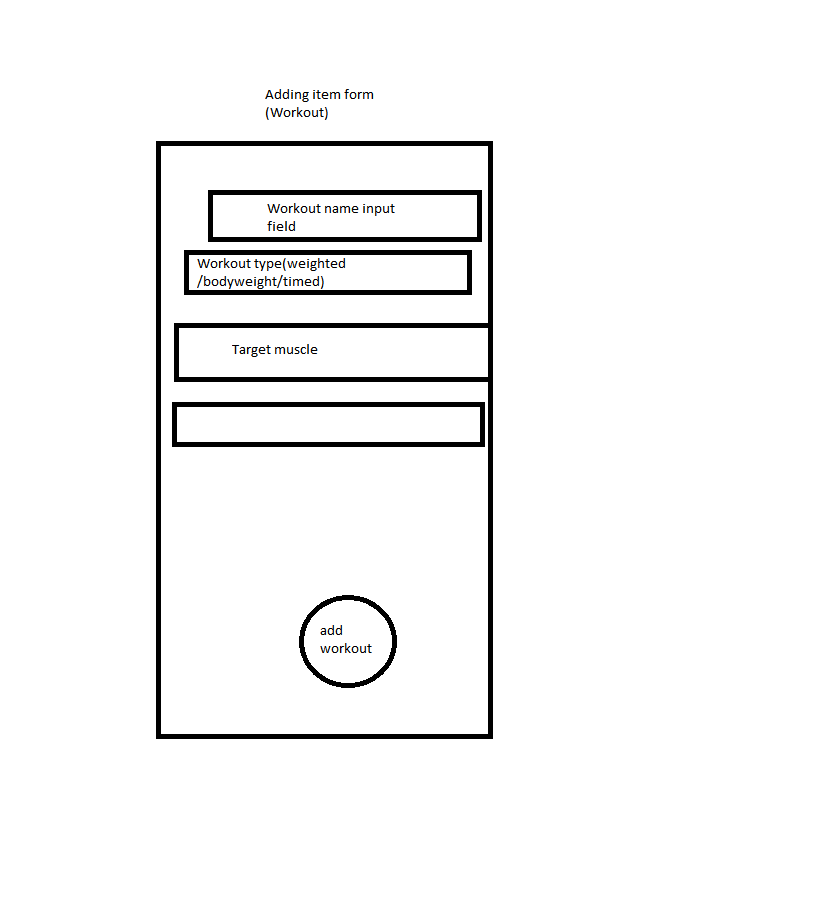 Adding item form
(Workout)
Workout name input
field
Workout type(weighted
/bodyweight/timed)
Target muscle
add
workout